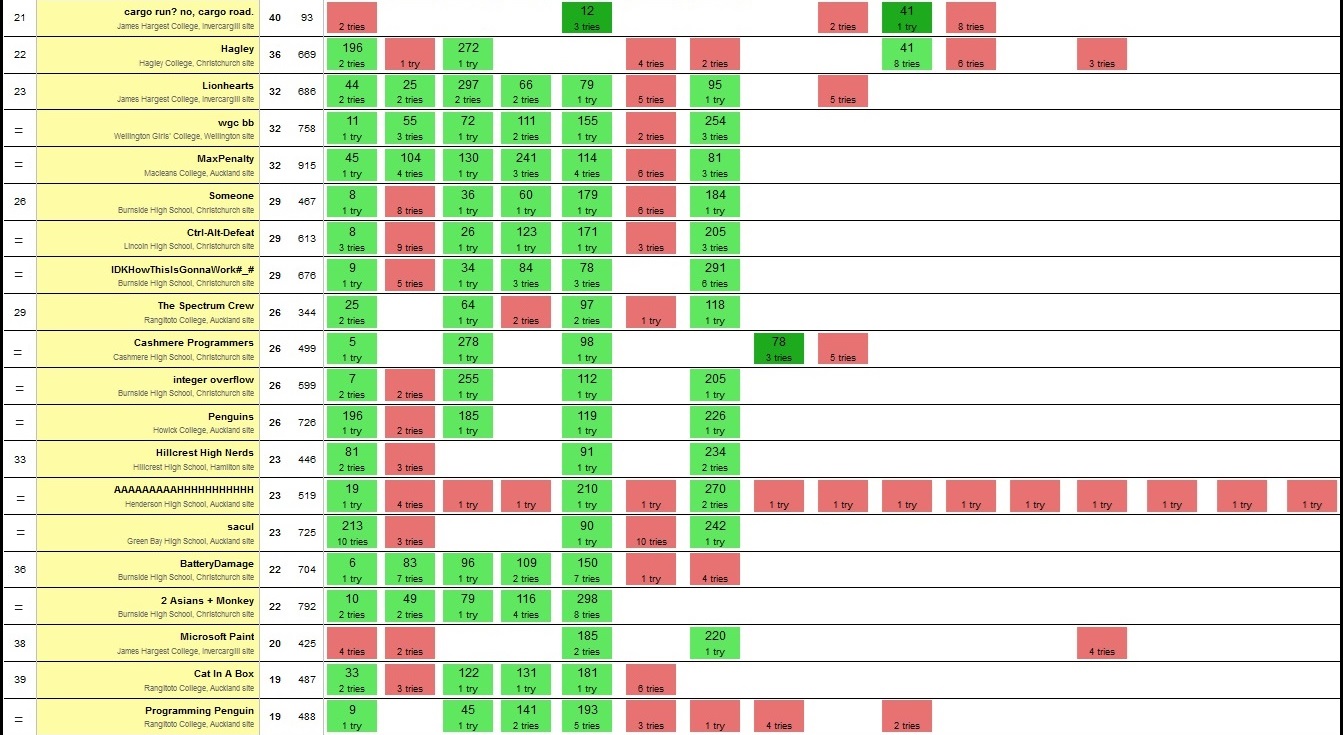 21 cargo run? no, cargo road. 40 93 12 41
James Hargest College, Invercargill site 2 tries 3 tries 2 tries 1 try 8 tries
22 Hagley 36 669 196 272 41
Hagley College, Christchurch site 2 tries 1 try 1 try 4 tries 2 tries 8 tries 6 tries 3 tries
23 Lionhearts 32 686 44 25 297 66 79 95
James Hargest College, Invercargill site 2 tries 2 tries 2 tries 2 tries 1 try 5 tries 1 try 5 tries
= wgc bb 32 758 11 55 72 111 155 254
Wellington Girls' College, Wellington site 1 try 3 tries 1 try 2 tries 1 try 2 tries 3 tries
= MaxPenalty 32 915 45 104 130 241 114 81
Macleans College, Auckland site 1 try 4 tries 1 try 3 tries 4 tries 6 tries 3 tries
26 Someone 29 467 8 36 60 179 184
Burnside High School, Christchurch site 1 try 8 tries 1 try 1 try 1 try 6 tries 1 try
= Ctrl-Alt-Defeat 29 613 8 26 123 171 205
Lincoln High School, Christchurch site 3 tries 9 tries 1 try 1 try 1 try 3 tries 3 tries
= IDKHowThisIsGonnaWork#_# 29 676 9 34 84 78 291
Burnside High School, Christchurch site 1 try 5 tries 1 try 3 tries 3 tries 6 tries
29 The Spectrum Crew 26 344 25 64 97 118
Rangitoto College, Auckland site 2 tries 1 try 2 tries 2 tries 1 try 1 try
= Cashmere Programmers 26 499 5 278 98 78
Cashmere High School, Christchurch site 1 try 1 try 1 try 3 tries 5 tries
= integer overflow 26 599 7 255 112 205
Burnside High School, Christchurch site 2 tries 2 tries 1 try 1 try 1 try
= Penguins 26 726 196 185 119 226
Howick College, Auckland site 1 try 2 tries 1 try 1 try 1 try
33 Hillcrest High Nerds 23 446 81 91 234
Hillcrest High School, Hamilton site 2 tries 3 tries 1 try 2 tries
= AAAAAAAAAHHHHHHHHHHH 23 519 19 210 270
Henderson High School, Auckland site 1 try 4 tries 1 try 1 try 1 try 1 try 2 tries 1 try 1 try 1 try 1 try 1 try 1 try 1 try 1 try 1 try
= sacul 23 725 213 90 242
Green Bay High School, Auckland site 10 tries 3 tries 1 try 10 tries 1 try
36 BatteryDamage 22 704 6 83 96 109 150
Burnside High School, Christchurch site 1 try 7 tries 1 try 2 tries 7 tries 1 try 4 tries
= 2 Asians + Monkey 22 792 10 49 79 116 298
Burnside High School, Christchurch site 2 tries 2 tries 1 try 4 tries 8 tries
38 Microsoft Paint 20 425 185 220
James Hargest College, Invercargill site 4 tries 2 tries 2 tries 1 try 4 tries
39 Cat In A Box 19 487 33 122 131 181
Rangitoto College, Auckland site 2 tries 3 tries 1 try 1 try 1 try 6 tries
= Programming Penguin 19 488 9 45 141 193
Rangitoto College, Auckland site 1 try 1 try 2 tries 5 tries 3 tries 1 try 4 tries 2 tries